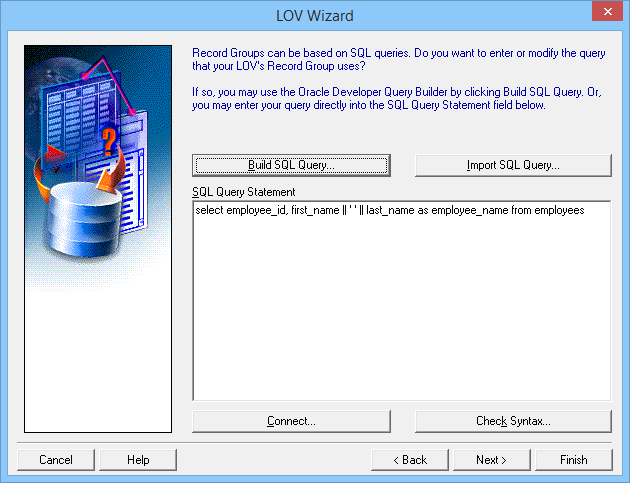 LOV Wizard
Record Groups can be based on SQL queries. Do you want to enter or modify the query
that your LOV's Record Group uses?
If so, you may use the Oracle Developer Query Builder by clicking Build SQL Query. Or,
you may enter your query directly into the SQL Query Statement field below.
Build SQL Query...
Import SQL Query...
SQL Query Statement
select employee_id, first_name || ' ' || last_name as employee_name from employees
?
Connect...
Check Syntax...
Cancel
Help
< Back
Next >
Finish